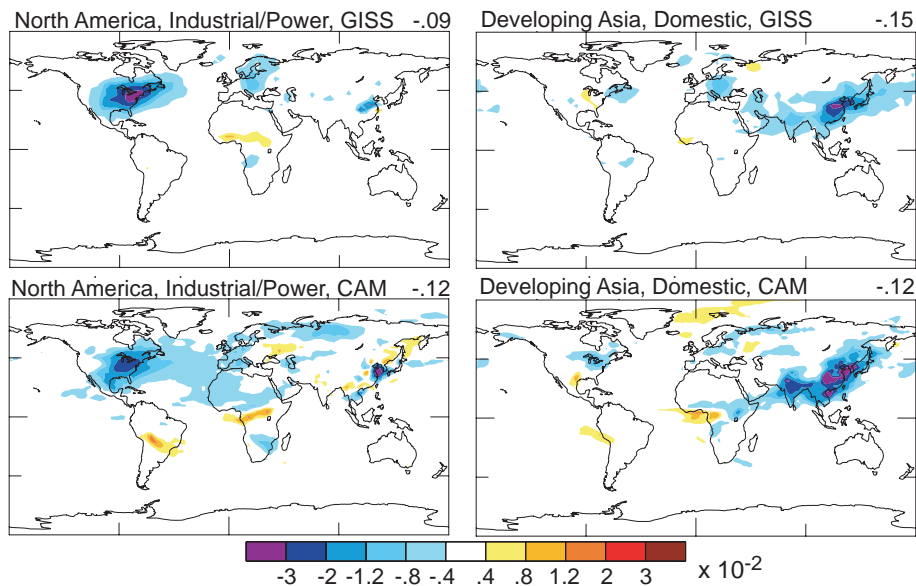 North America, Industrial/Power, GISS -.09
Developing Asia, Domestic, GISS -.15
North America, Industrial/Power, CAM -.12
Developing Asia, Domestic, CAM -.12
-3 -2 -1.2 -.8 -.4 .4 .8 1.2 2 3 x 10-2